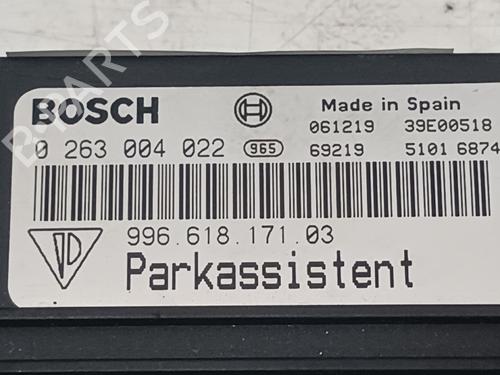 BOSCH
Made in Spain
061219 39E00518
0 263 004 022 965 69219 5101 6874
996.618.171.03
Parkassistent
B-PARTS